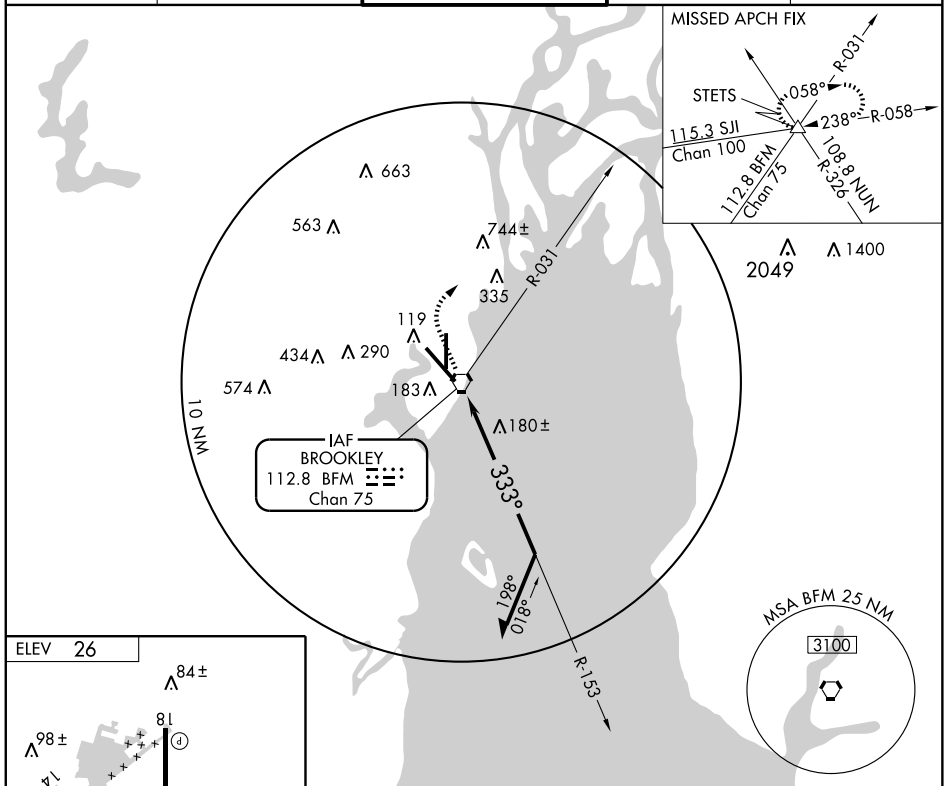 MISSED APCH FIX
R-031
STETS
058°
238°
R-058
115.3 SJI
Chan 100
112.8 BFM
Chan 75
108.8 NUN
R-326
663
563
744±
R-031
335
2049
1400
119
434
290
574
183
180±
10 NM
IAF
BROOKLEY
112.8 BFM
Chan 75
333°
198°
018°
R-153
MSA BFM 25 NM
3100
ELEV 26
84±
18
P
98±
14